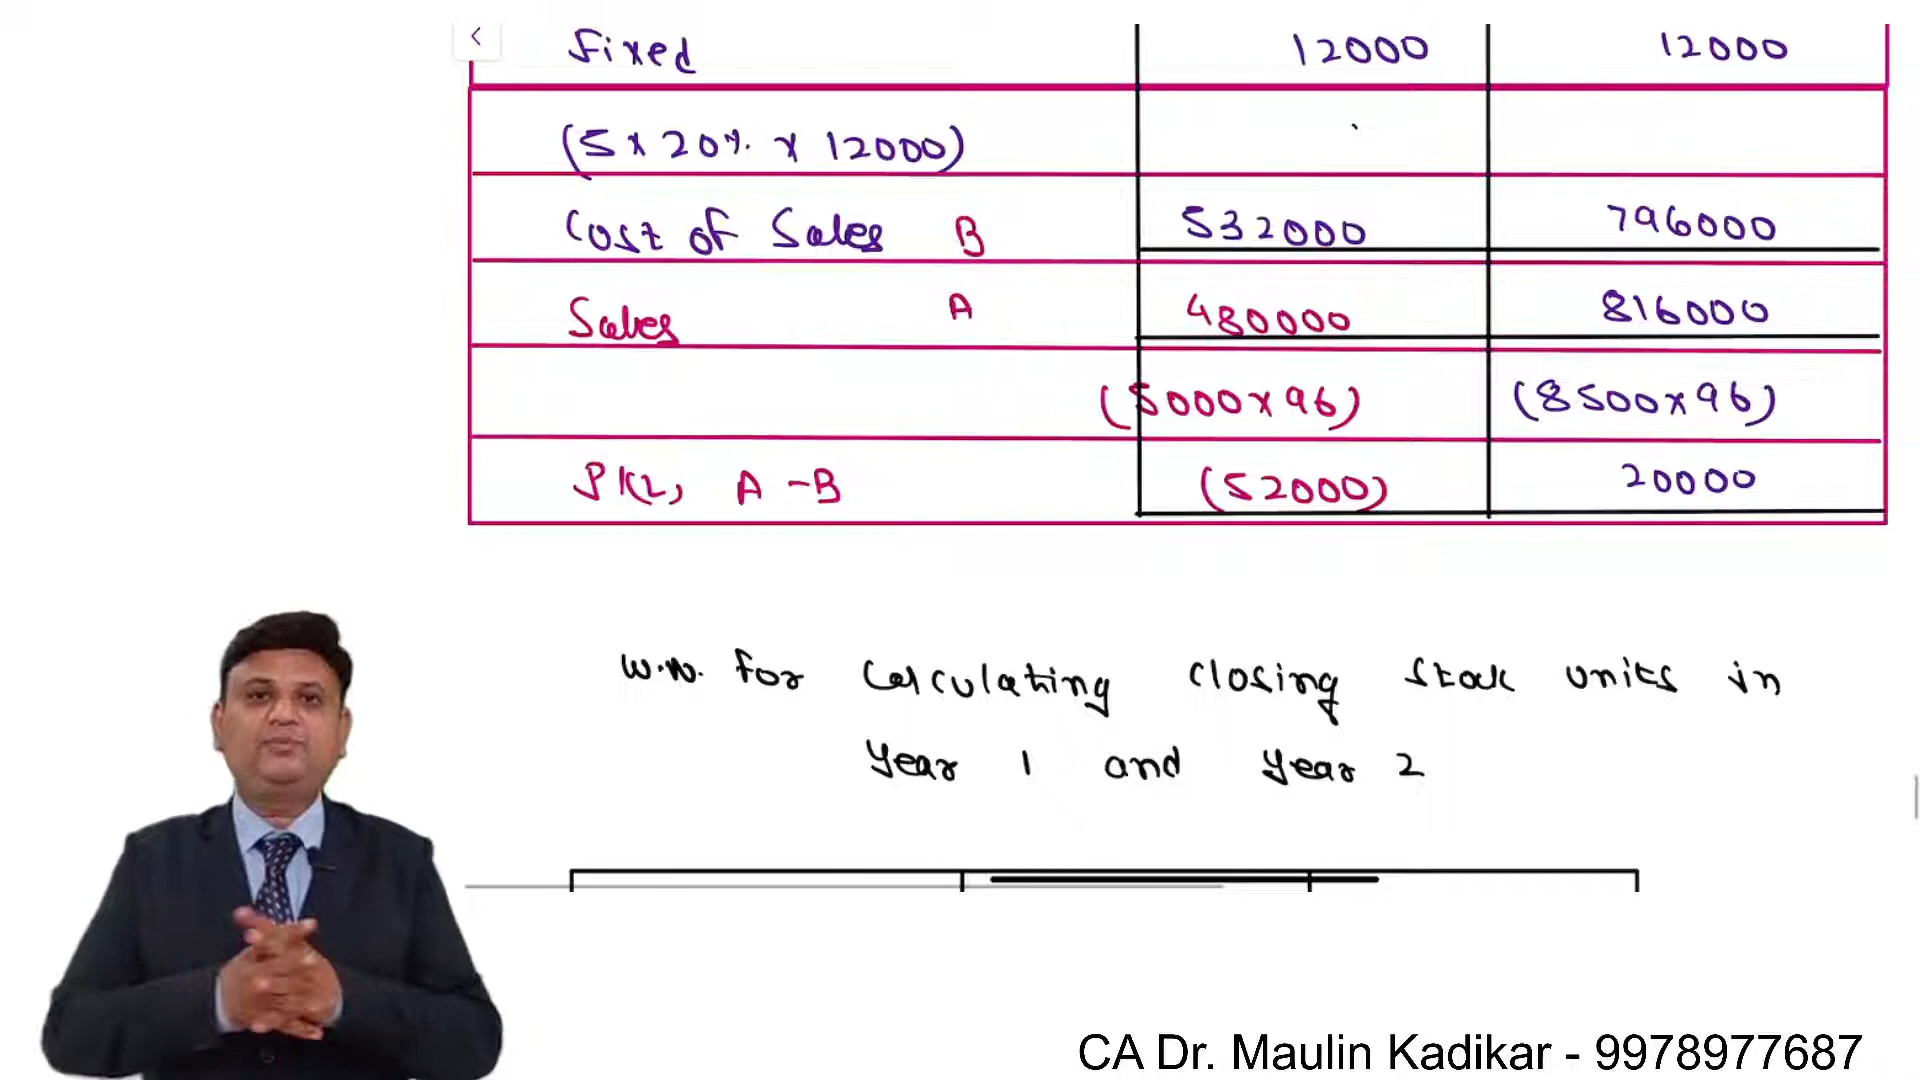 Fixed 12000 12000
(5 x 20% x 12000)
Cost of Sales B 532000 796000
Sales A 480000 816000
(5000x96) (8500x96)
P/(L) A-B (52000) 20000
W.N. For Calculating Closing Stock units in
Year 1 and Year 2
CA Dr. Maulin Kadikar - 9978977687